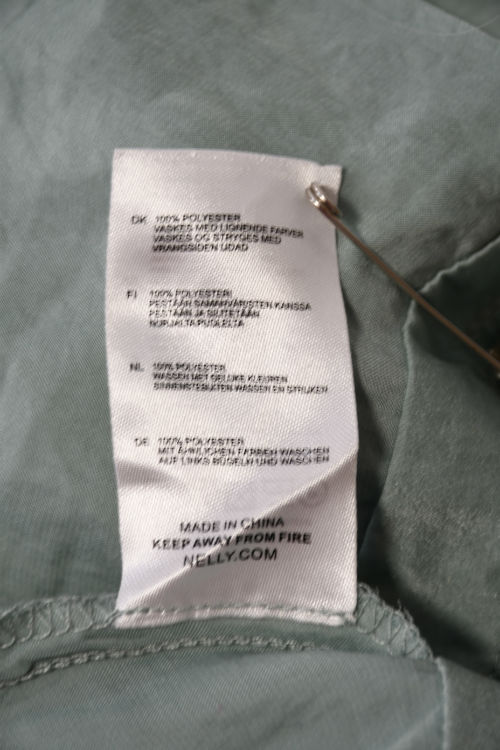 DK 100% POLYESTER
VASKES MED LIGNENDE FARVER
VASKES OG STRYGES MED
VRANGSIDEN UDAD
FI 100% POLYESTERI
PESTÄÄN SAMANVÄRISTEN KANSSA
PESTÄÄN JA SILITETÄÄN
NURJALTA PUOLELTA
NL 100% POLYESTER
WASSEN MET GELIJKE KLEUREN
BINNENSTEBUITEN WASSEN EN STRIJKEN
DE 100% POLYESTER
MIT ÄHNLICHEN FARBEN WASCHEN
AUF LINKS BÜGELN UND WASCHEN
MADE IN CHINA
KEEP AWAY FROM FIRE
NELLY.COM